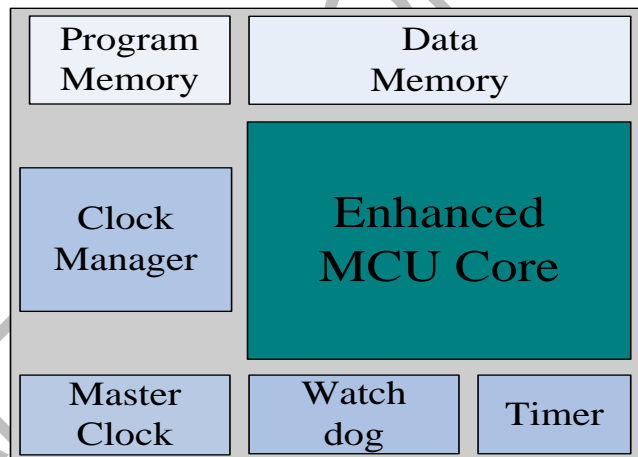 Program
Memory
Data
Memory
Clock
Manager
Enhanced
MCU Core
Master
Clock
Watch
dog
Timer